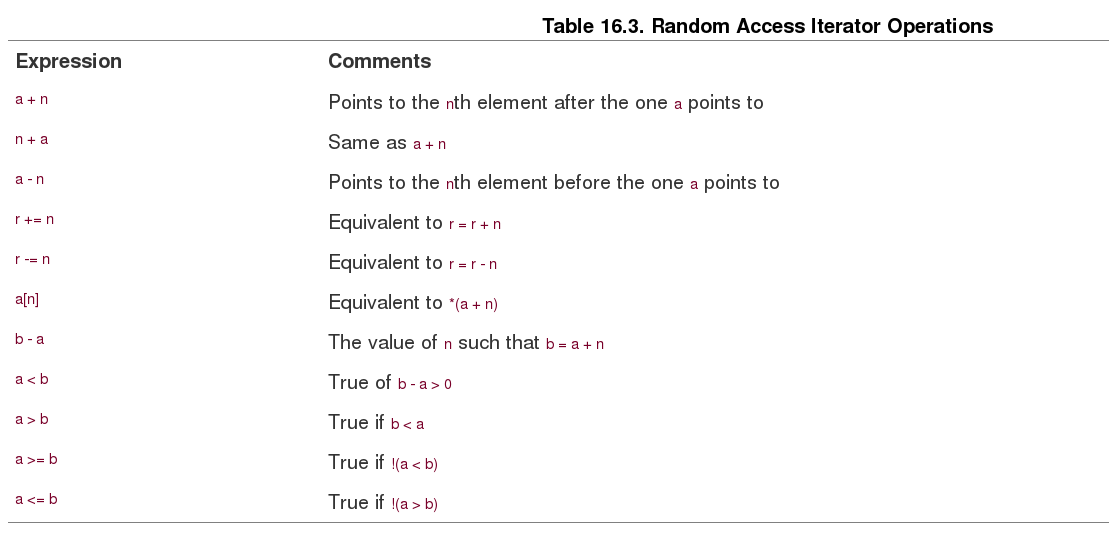 Table 16.3. Random Access Iterator Operations
Expression Comments
a + n Points to the nth element after the one a points to
n + a Same as a + n
a - n Points to the nth element before the one a points to
r += n Equivalent to r = r + n
r -= n Equivalent to r = r - n
a[n] Equivalent to *(a + n)
b - a The value of n such that b = a + n
a < b True of b - a > 0
a > b True if b < a
a >= b True if !(a < b)
a <= b True if !(a > b)